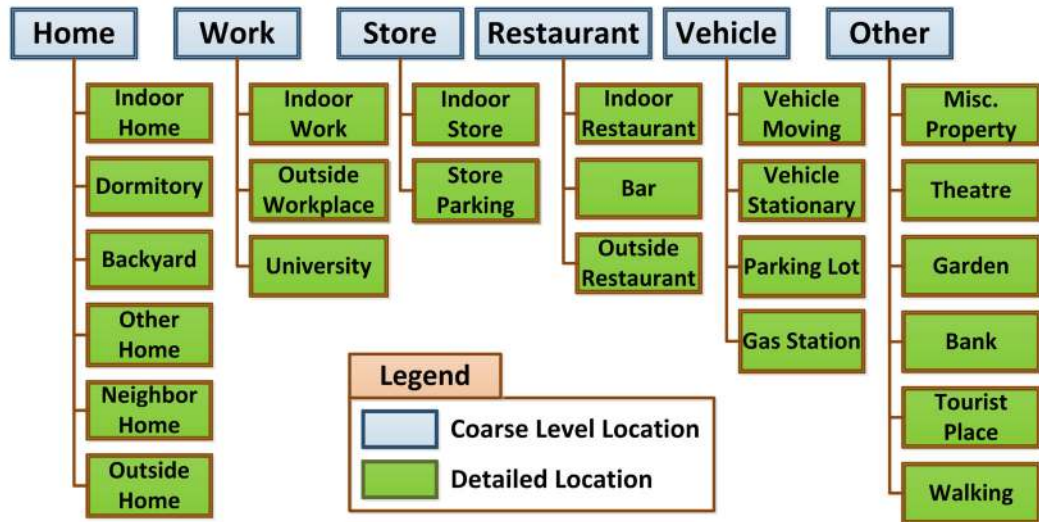 Home
Work
Store
Restaurant
Vehicle
Other
Indoor
Home
Dormitory
Backyard
Other
Home
Neighbor
Home
Outside
Home
Indoor
Work
Outside
Workplace
University
Indoor
Store
Store
Parking
Indoor
Restaurant
Bar
Outside
Restaurant
Vehicle
Moving
Vehicle
Stationary
Parking Lot
Gas Station
Misc.
Property
Theatre
Garden
Bank
Tourist
Place
Walking
Legend
Coarse Level Location
Detailed Location